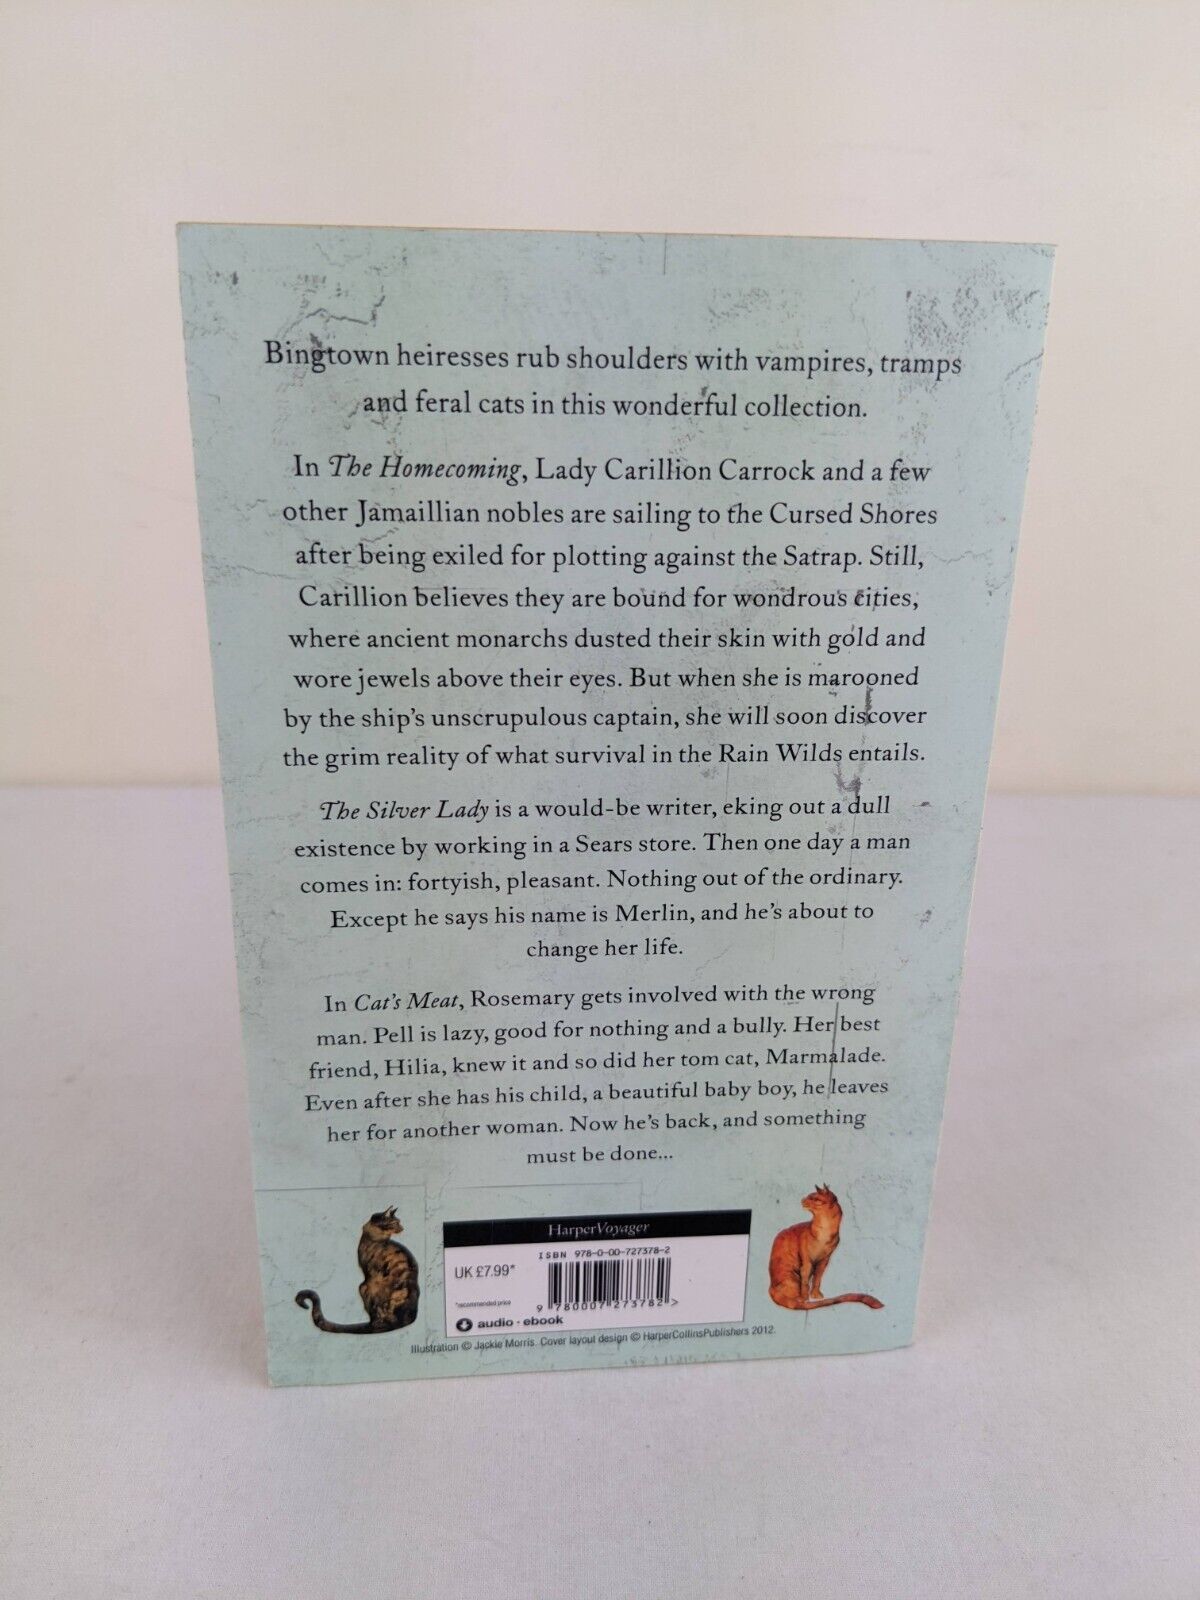 Bingtown heiresses rub shoulders with vampires, tramps
and feral cats in this wonderful collection.
In The Homecoming, Lady Carillion Carrock and a few
other Jamaillian nobles are sailing to the Cursed Shores
after being exiled for plotting against the Satrap. Still,
Carillion believes they are bound for wondrous cities,
where ancient monarchs dusted their skin with gold and
wore jewels above their eyes. But when she is marooned
by the ship's unscrupulous captain, she will soon discover
the grim reality of what survival in the Rain Wilds entails.
The Silver Lady is a would-be writer, eking out a dull
existence by working in a Sears store. Then one day a man
comes in: fortyish, pleasant. Nothing out of the ordinary.
Except he says his name is Merlin, and he's about to
change her life.
In Cat's Meat, Rosemary gets involved with the wrong
man. Pell is lazy, good for nothing and a bully. Her best
friend, Hilia, knew it and so did her tom cat, Marmalade.
Even after she has his child, a beautiful baby boy, he leaves
her for another woman. Now he's back, and something
must be done...
HarperVoyager
ISBN 978-0-00-727378-2
UK £7.99*
*recommended price
9 780007 273782 >
audio · ebook
Illustration © Jackie Morris. Cover layout design © HarperCollinsPublishers 2012.